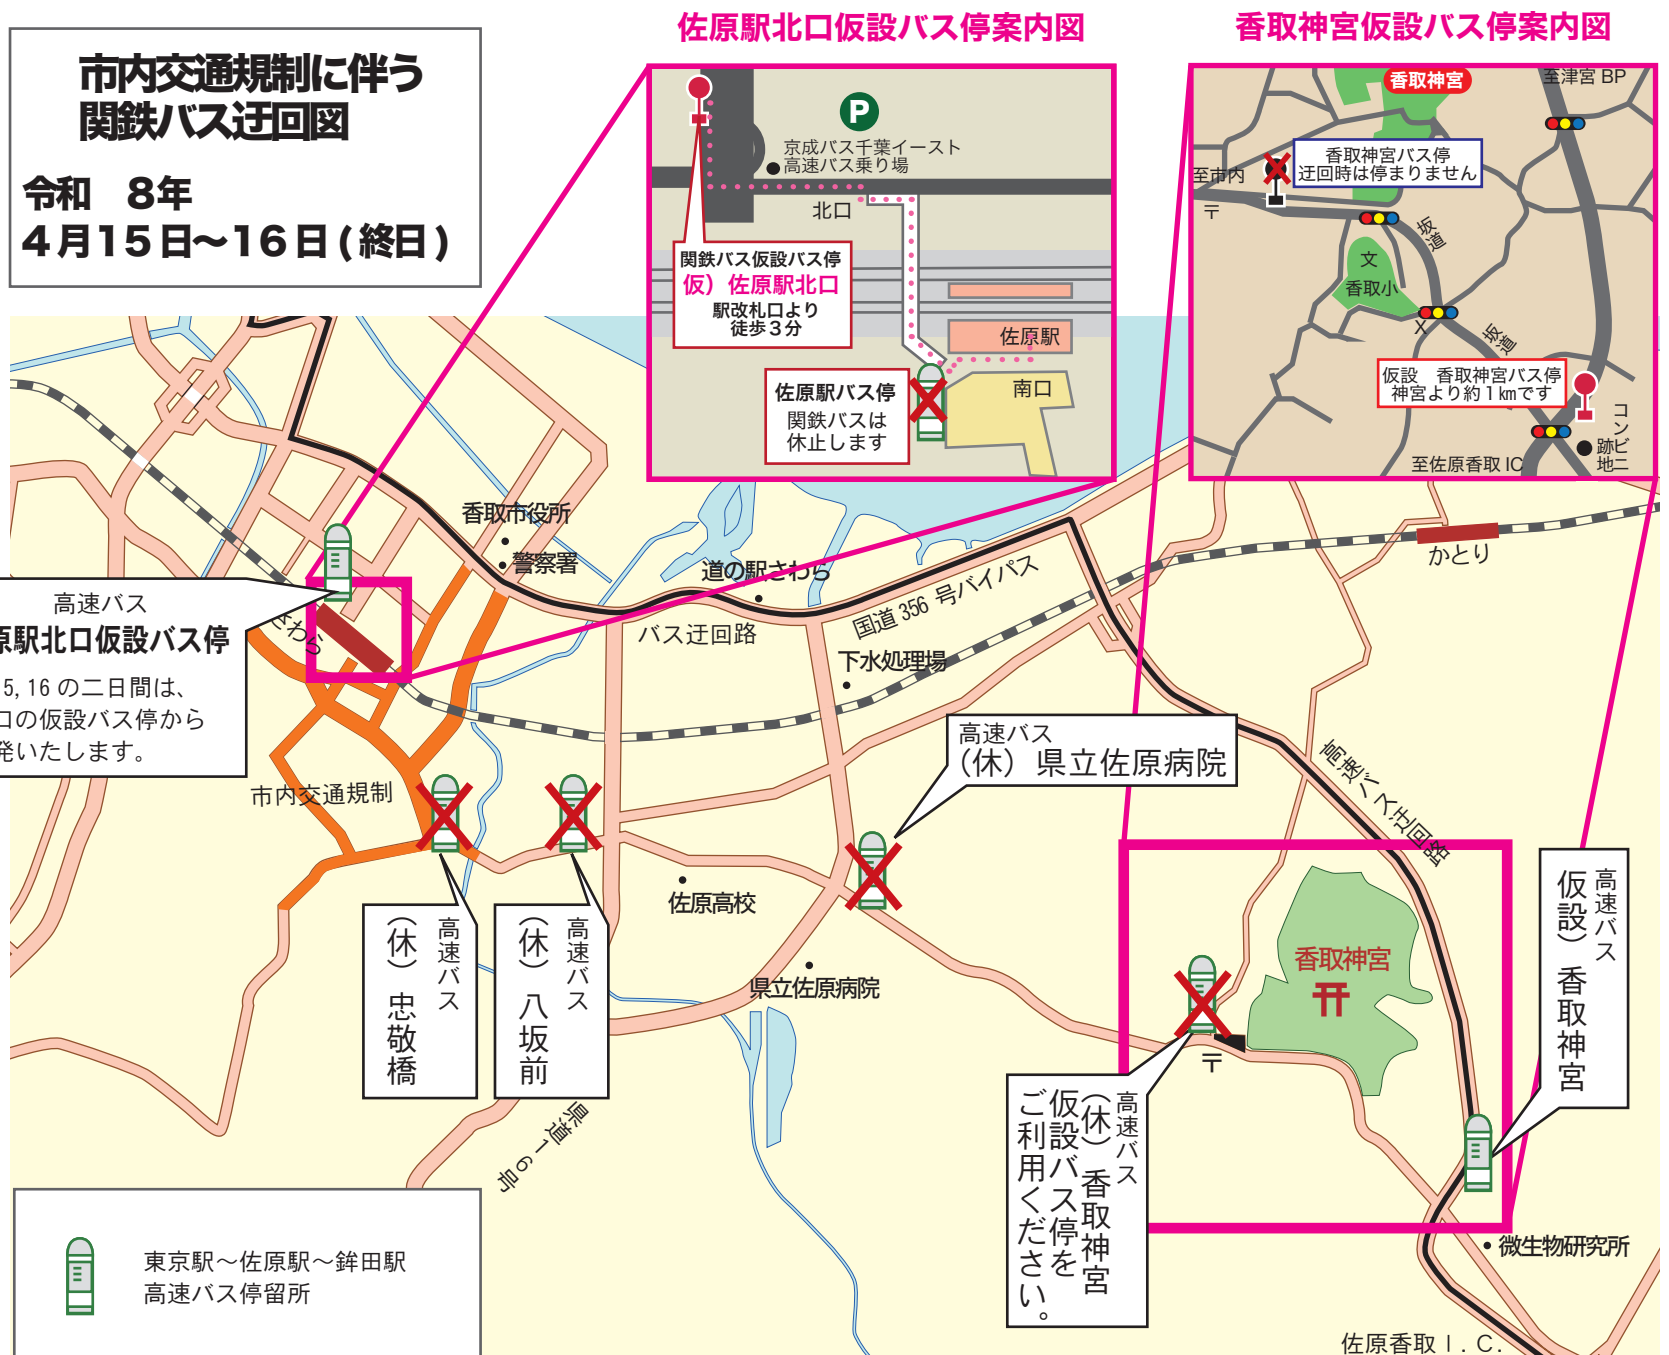 市内交通規制に伴う
関鉄バス迂回図
令和　8年
4月15日〜16日(終日)
佐原駅北口仮設バス停案内図
P
京成バス千葉イースト
高速バス乗り場
北口
関鉄バス仮設バス停
仮）佐原駅北口
駅改札口より
徒歩3分
佐原駅
佐原駅バス停
関鉄バスは
休止します
南口
香取神宮仮設バス停案内図
香取神宮
至津宮 BP
香取神宮バス停
迂回時は停まりません
至市内
〒
坂道
文
香取小
X
坂道
仮設　香取神宮バス停
神宮より約1㎞です
コンビニ
跡地
至佐原香取 IC
香取市役所
警察署
道の駅さわら
バス迂回路
国道 356 号バイパス
下水処理場
かとり
さわら
高速バス
原駅北口仮設バス停
5, 16 の二日間は、
口の仮設バス停から
発いたします。
市内交通規制
高速バス
（休）県立佐原病院
高速バス迂回路
高速バス
（休）忠敬橋
高速バス
（休）八坂前
佐原高校
県立佐原病院
香取神宮
〒
高速バス
仮設）香取神宮
高速バス
（休）香取神宮
仮設バス停を
ご利用ください。
県道16号
微生物研究所
佐原香取 I . C .
東京駅〜佐原駅〜鉾田駅
高速バス停留所